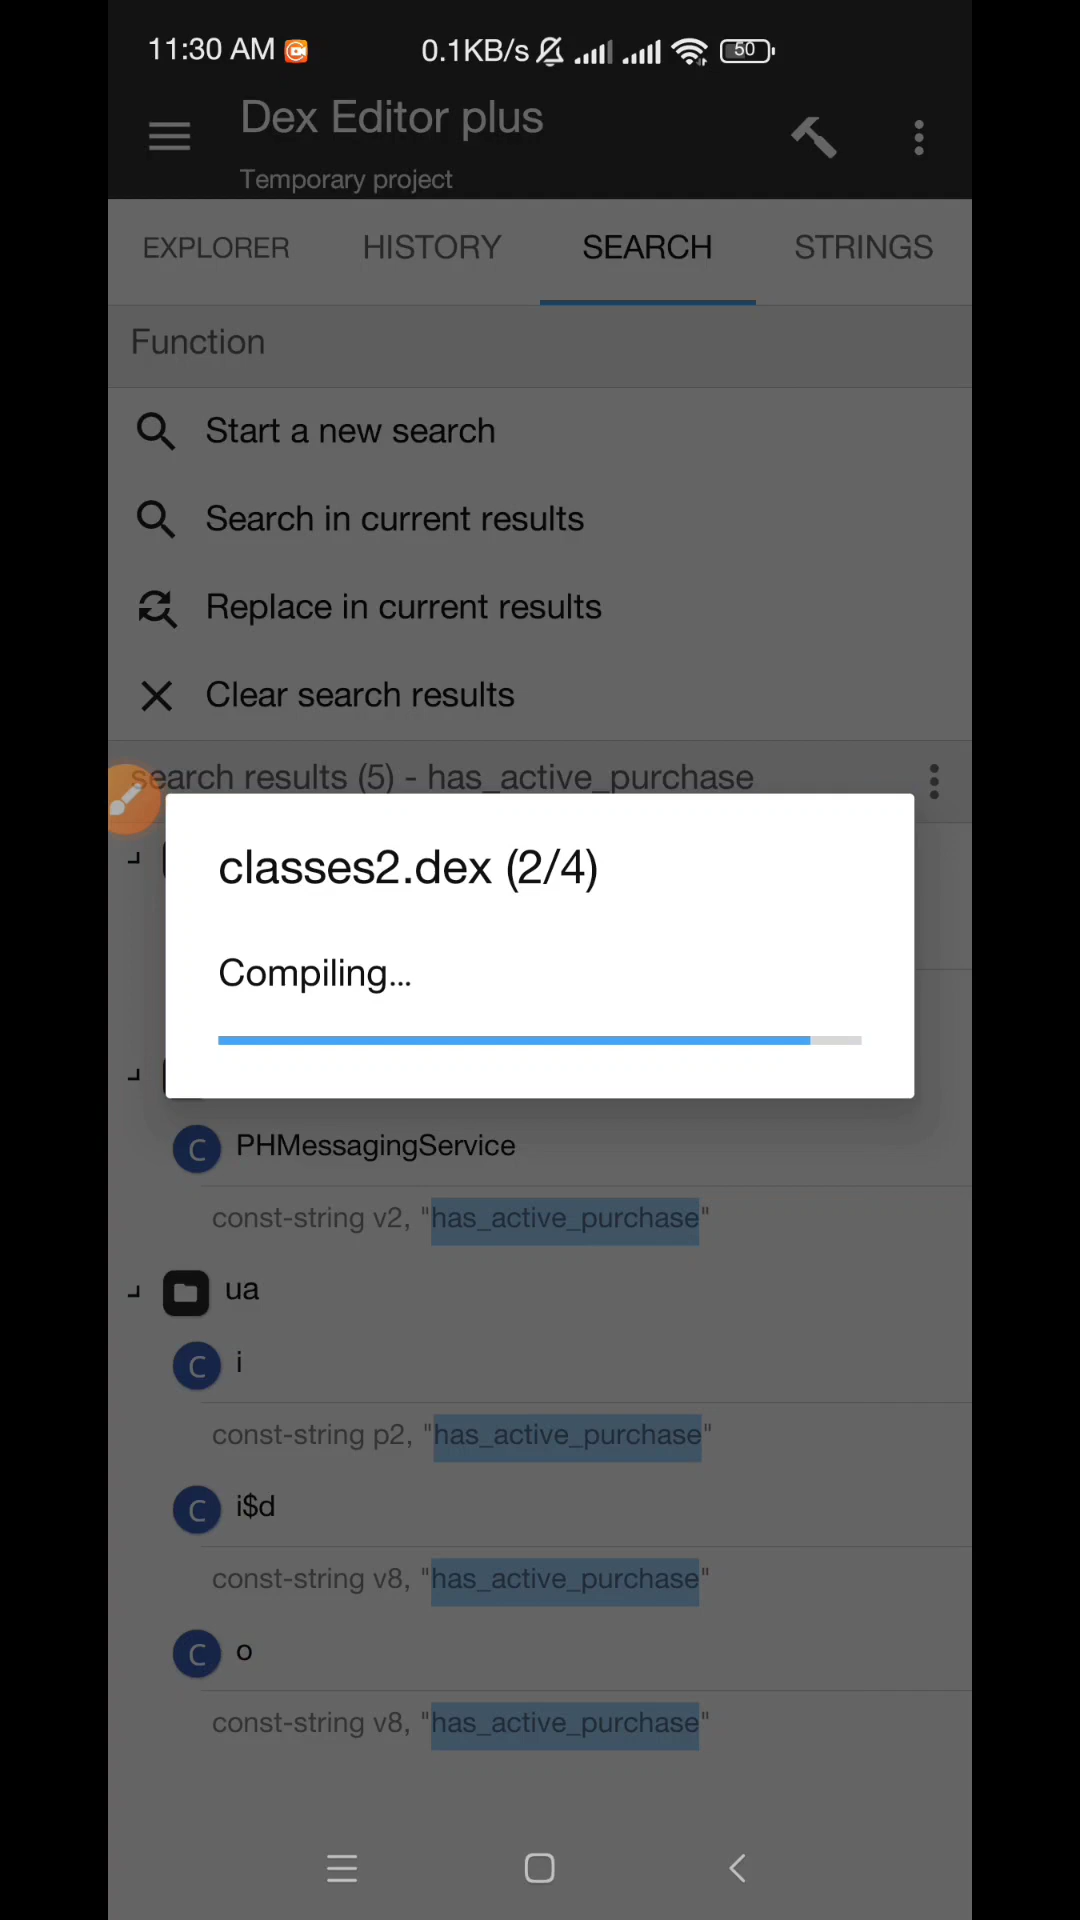 11:30 AM 0.1KB/s 50
Dex Editor plus
Temporary project
EXPLORER HISTORY SEARCH STRINGS
Function
Start a new search
Search in current results
Replace in current results
Clear search results
search results (5) - has_active_purchase
classes2.dex (2/4)
Compiling...
C PHMessagingService
const-string v2, "has_active_purchase"
ua
C i
const-string p2, "has_active_purchase"
C i$d
const-string v8, "has_active_purchase"
C o
const-string v8, "has_active_purchase"